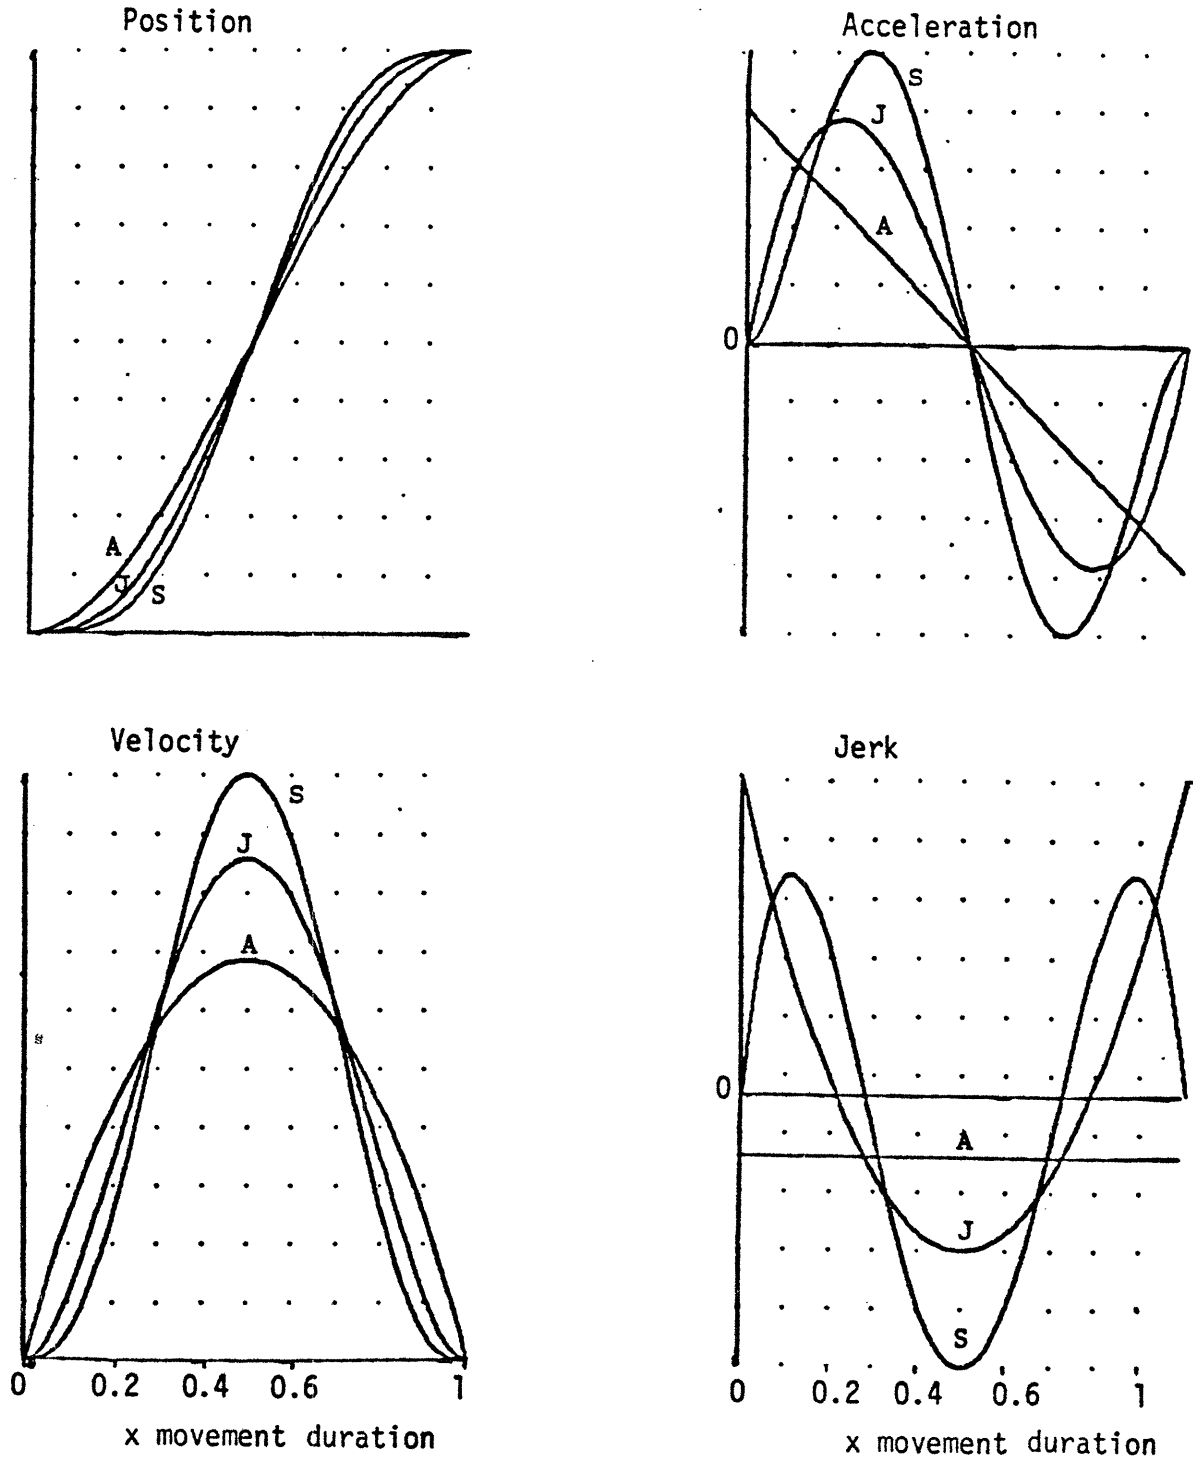 Position
A
J
S
Acceleration
S
J
A
0
Velocity
S
J
A
0 0.2 0.4 0.6 1
x movement duration
Jerk
0
A
J
S
0 0.2 0.4 0.6 1
x movement duration